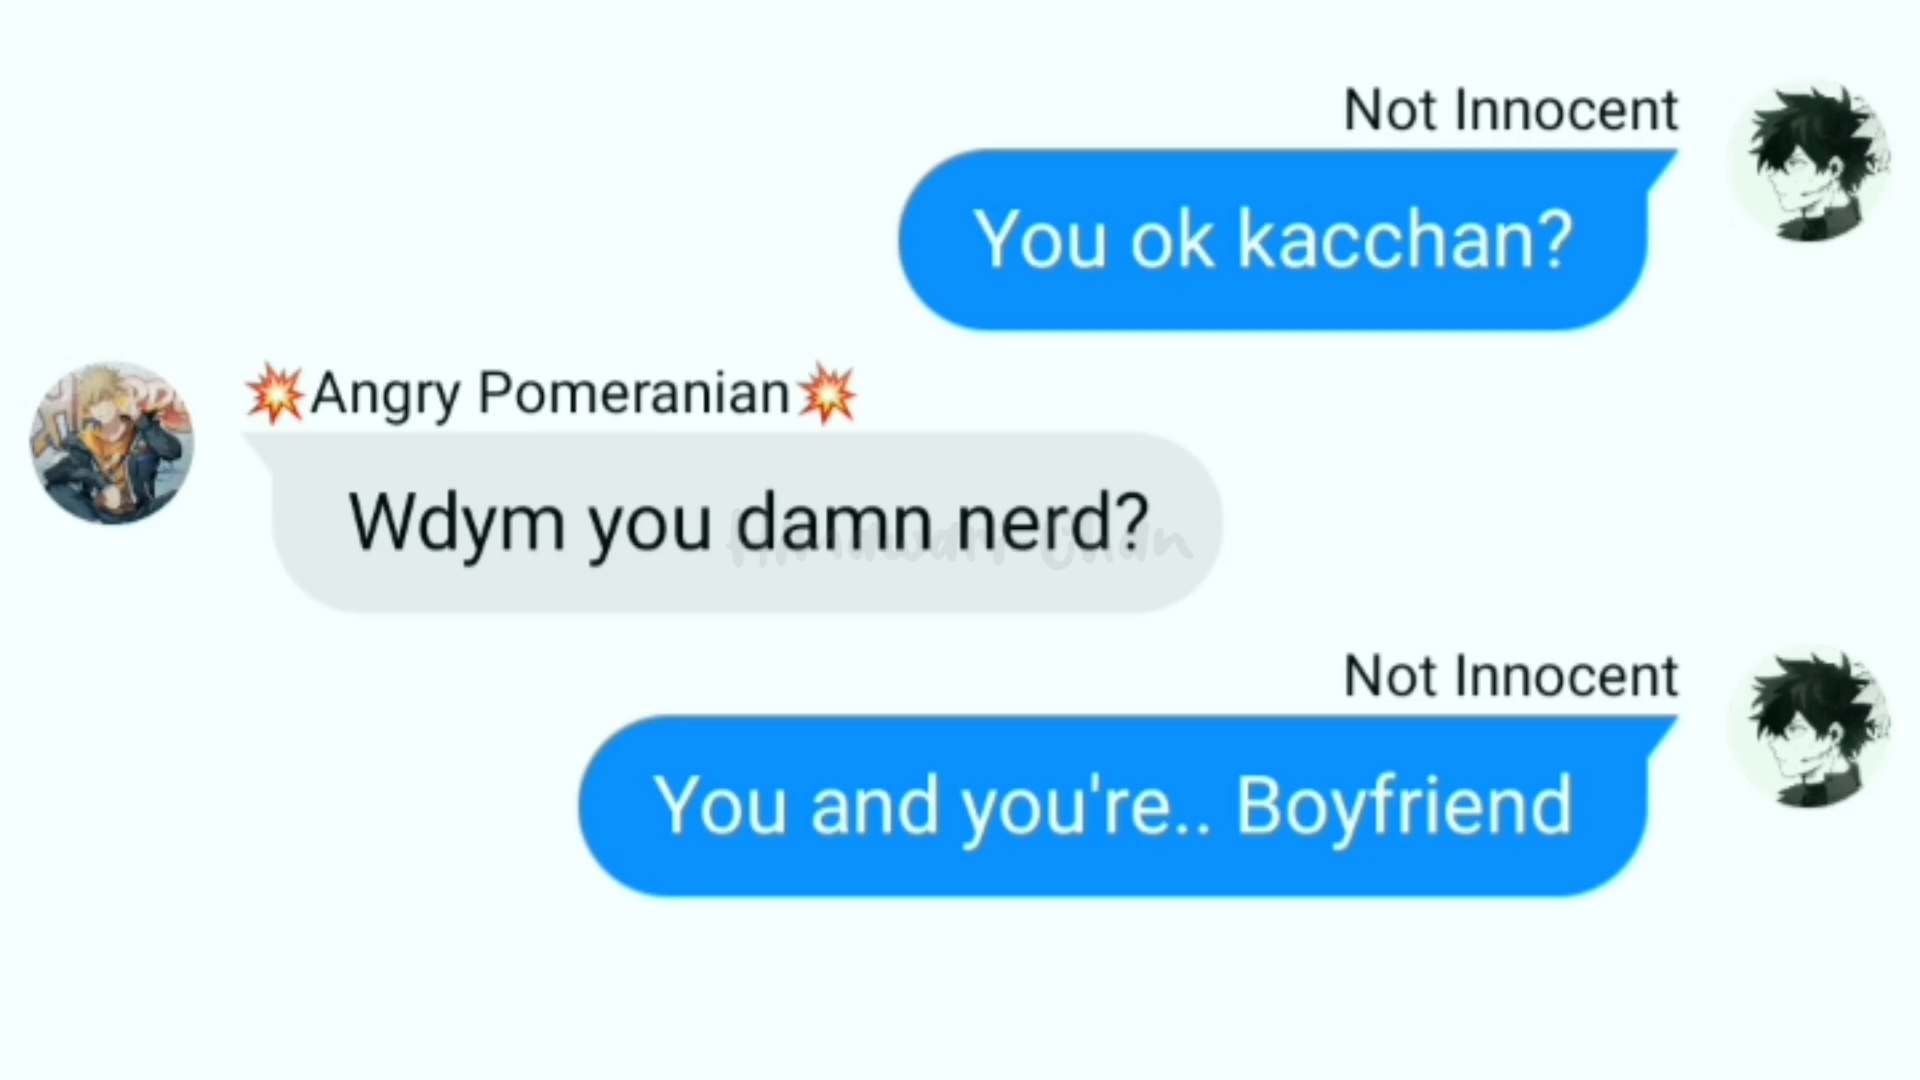 Not Innocent
You ok kacchan?
💥Angry Pomeranian💥
Wdym you damn nerd?
Not Innocent
You and you're.. Boyfriend